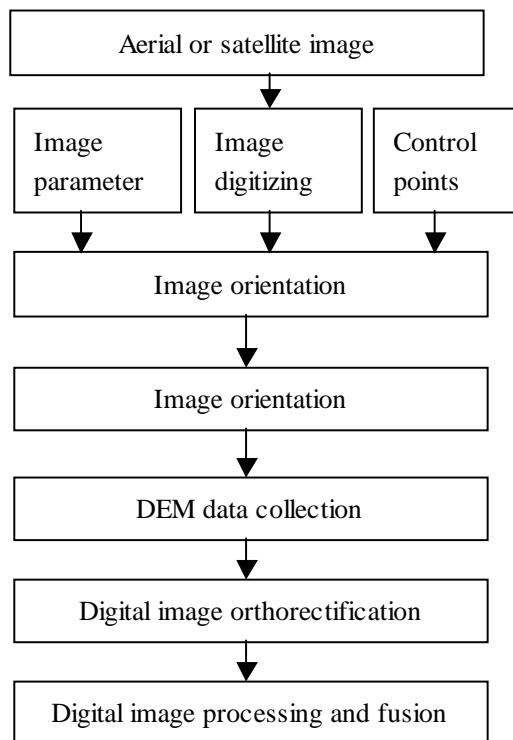 Aerial or satellite image
Image
parameter
Image
digitizing
Control
points
Image orientation
Image orientation
DEM data collection
Digital image orthorectification
Digital image processing and fusion